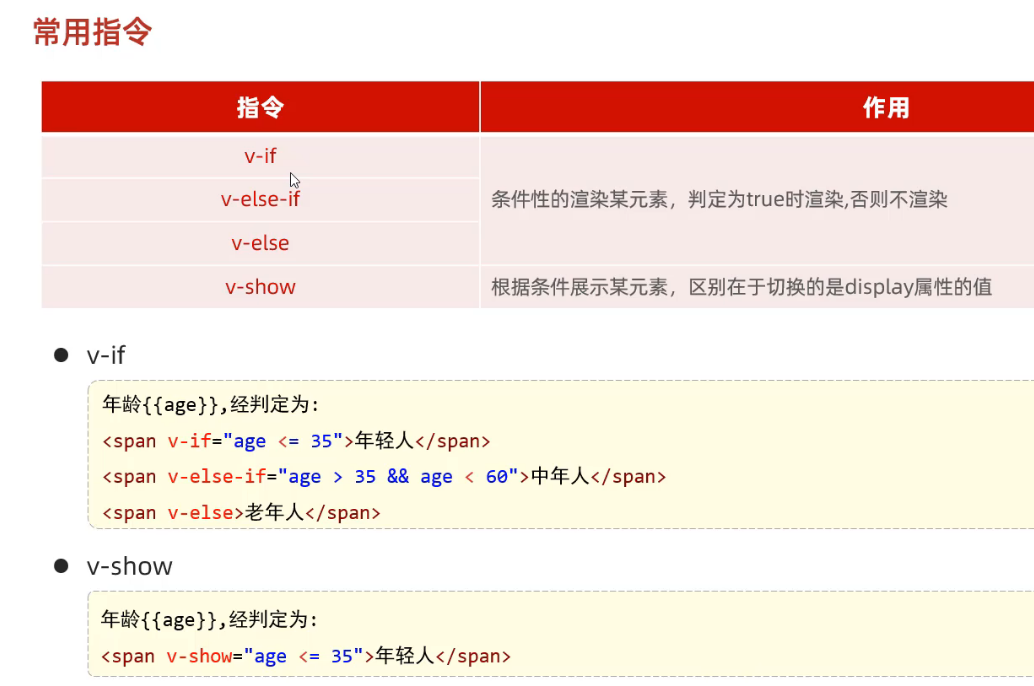 常用指令
指令 作用
v-if
v-else-if 条件性的渲染某元素，判定为true时渲染,否则不渲染
v-else
v-show 根据条件展示某元素，区别在于切换的是display属性的值
● v-if
年龄{{age}},经判定为:
<span v-if="age <= 35">年轻人</span>
<span v-else-if="age > 35 && age < 60">中年人</span>
<span v-else>老年人</span>
● v-show
年龄{{age}},经判定为:
<span v-show="age <= 35">年轻人</span>